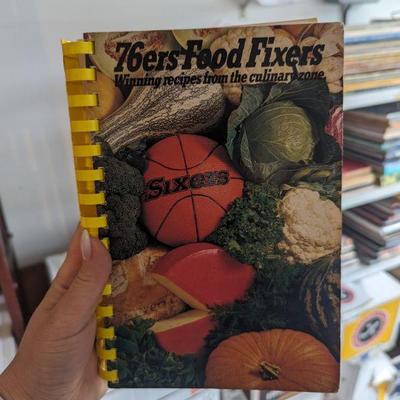 76ers Food Fixers
Winning recipes from the culinary zone.
SIXERS